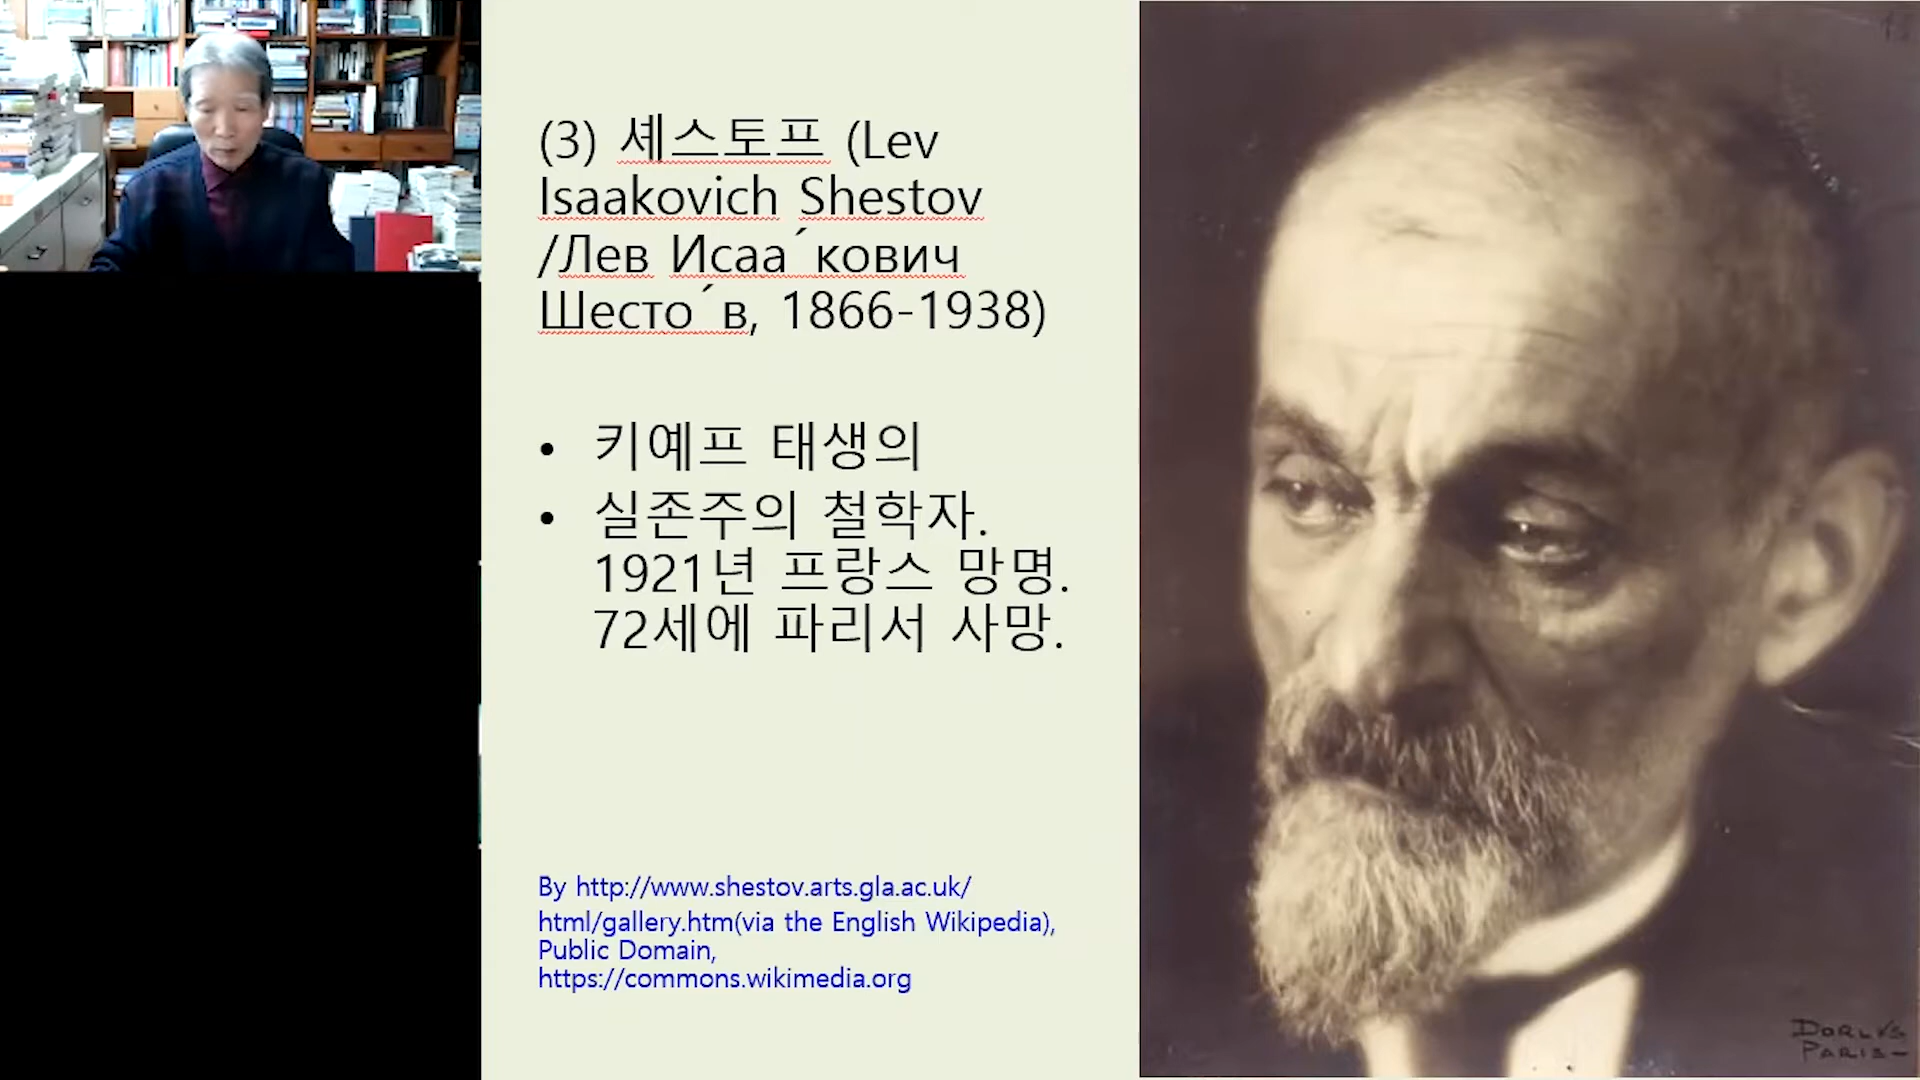 (3) 셰스토프 (Lev
Isaakovich Shestov
/Лев Исаа´кович
Шесто´в, 1866-1938)
• 키예프 태생의
• 실존주의 철학자.
1921년 프랑스 망명.
72세에 파리서 사망.
By http://www.shestov.arts.gla.ac.uk/
html/gallery.htm(via the English Wikipedia),
Public Domain,
https://commons.wikimedia.org
PARIS